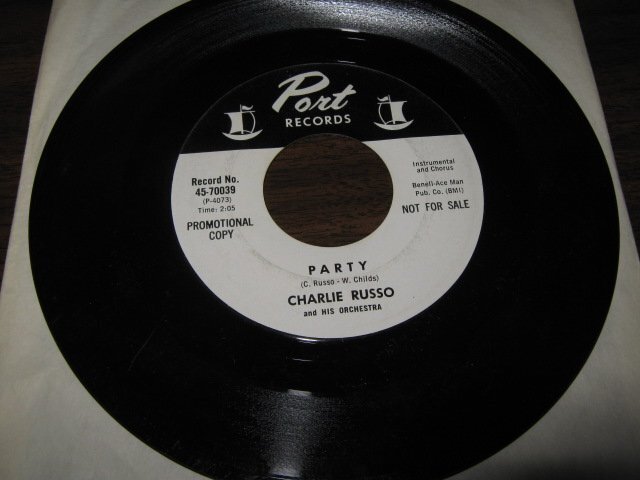 Port
RECORDS
Record No.
45-70039
(P-4073)
Time: 2:05
PROMOTIONAL
COPY
Instrumental
and Chorus
Benell-Ace Man
Pub. Co. (BMI)
NOT FOR SALE
PARTY
(C. Russo - W. Childs)
CHARLIE RUSSO
and HIS ORCHESTRA